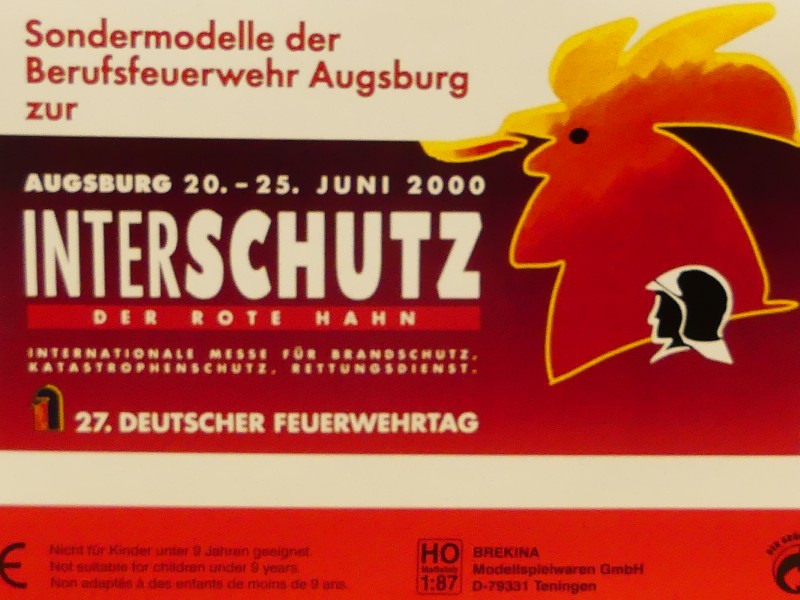 Sondermodelle der
Berufsfeuerwehr Augsburg
zur
AUGSBURG 20.-25. JUNI 2000
INTERSCHUTZ
DER ROTE HAHN
INTERNATIONALE MESSE FÜR BRANDSCHUTZ,
KATASTROPHENSCHUTZ, RETTUNGSDIENST.
27. DEUTSCHER FEUERWEHRTAG
CE
Nicht für Kinder unter 9 Jahren geeignet.
Not suitable for children under 9 years.
Non adaptés à des enfants de moins de 9 ans.
HO
Maßstab
1:87
BREKINA
Modellspielwaren GmbH
D-79331 Teningen